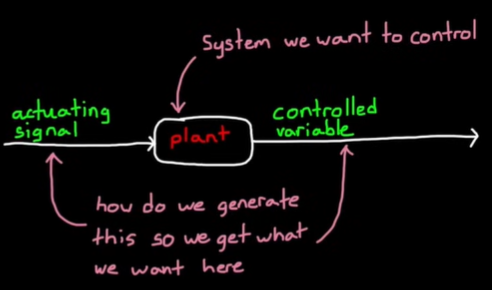 System we want to control
actuating
signal
plant
controlled
variable
how do we generate
this so we get what
we want here